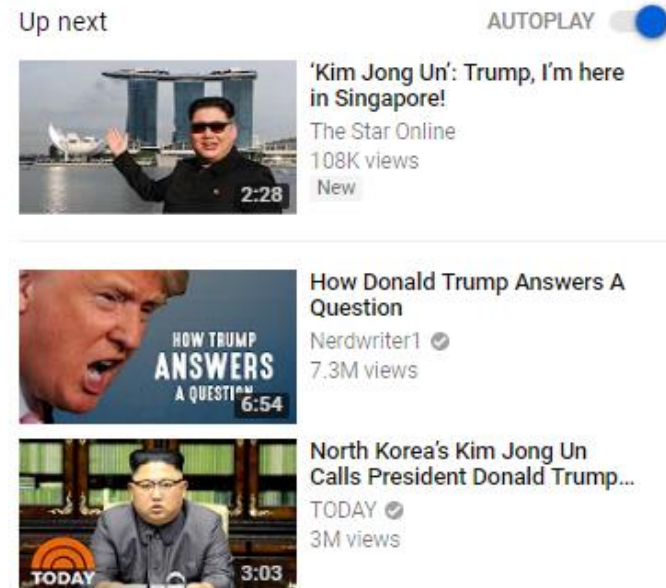 Up next
AUTOPLAY
‘Kim Jong Un’: Trump, I’m here
in Singapore!
The Star Online
108K views
New
2:28
How Donald Trump Answers A
Question
Nerdwriter1
7.3M views
HOW TRUMP
ANSWERS
A QUESTION
6:54
North Korea’s Kim Jong Un
Calls President Donald Trump...
TODAY
3M views
TODAY
3:03